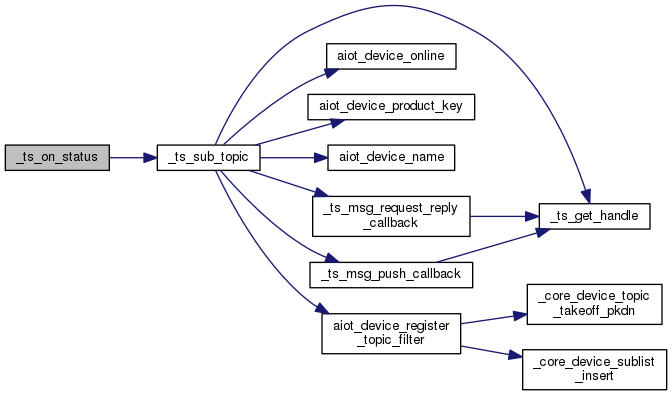 _ts_on_status
_ts_sub_topic
aiot_device_online
aiot_device_product_key
aiot_device_name
_ts_msg_request_reply
_callback
_ts_msg_push_callback
aiot_device_register
_topic_filter
_ts_get_handle
_core_device_topic
_takeoff_pkdn
_core_device_sublist
_insert